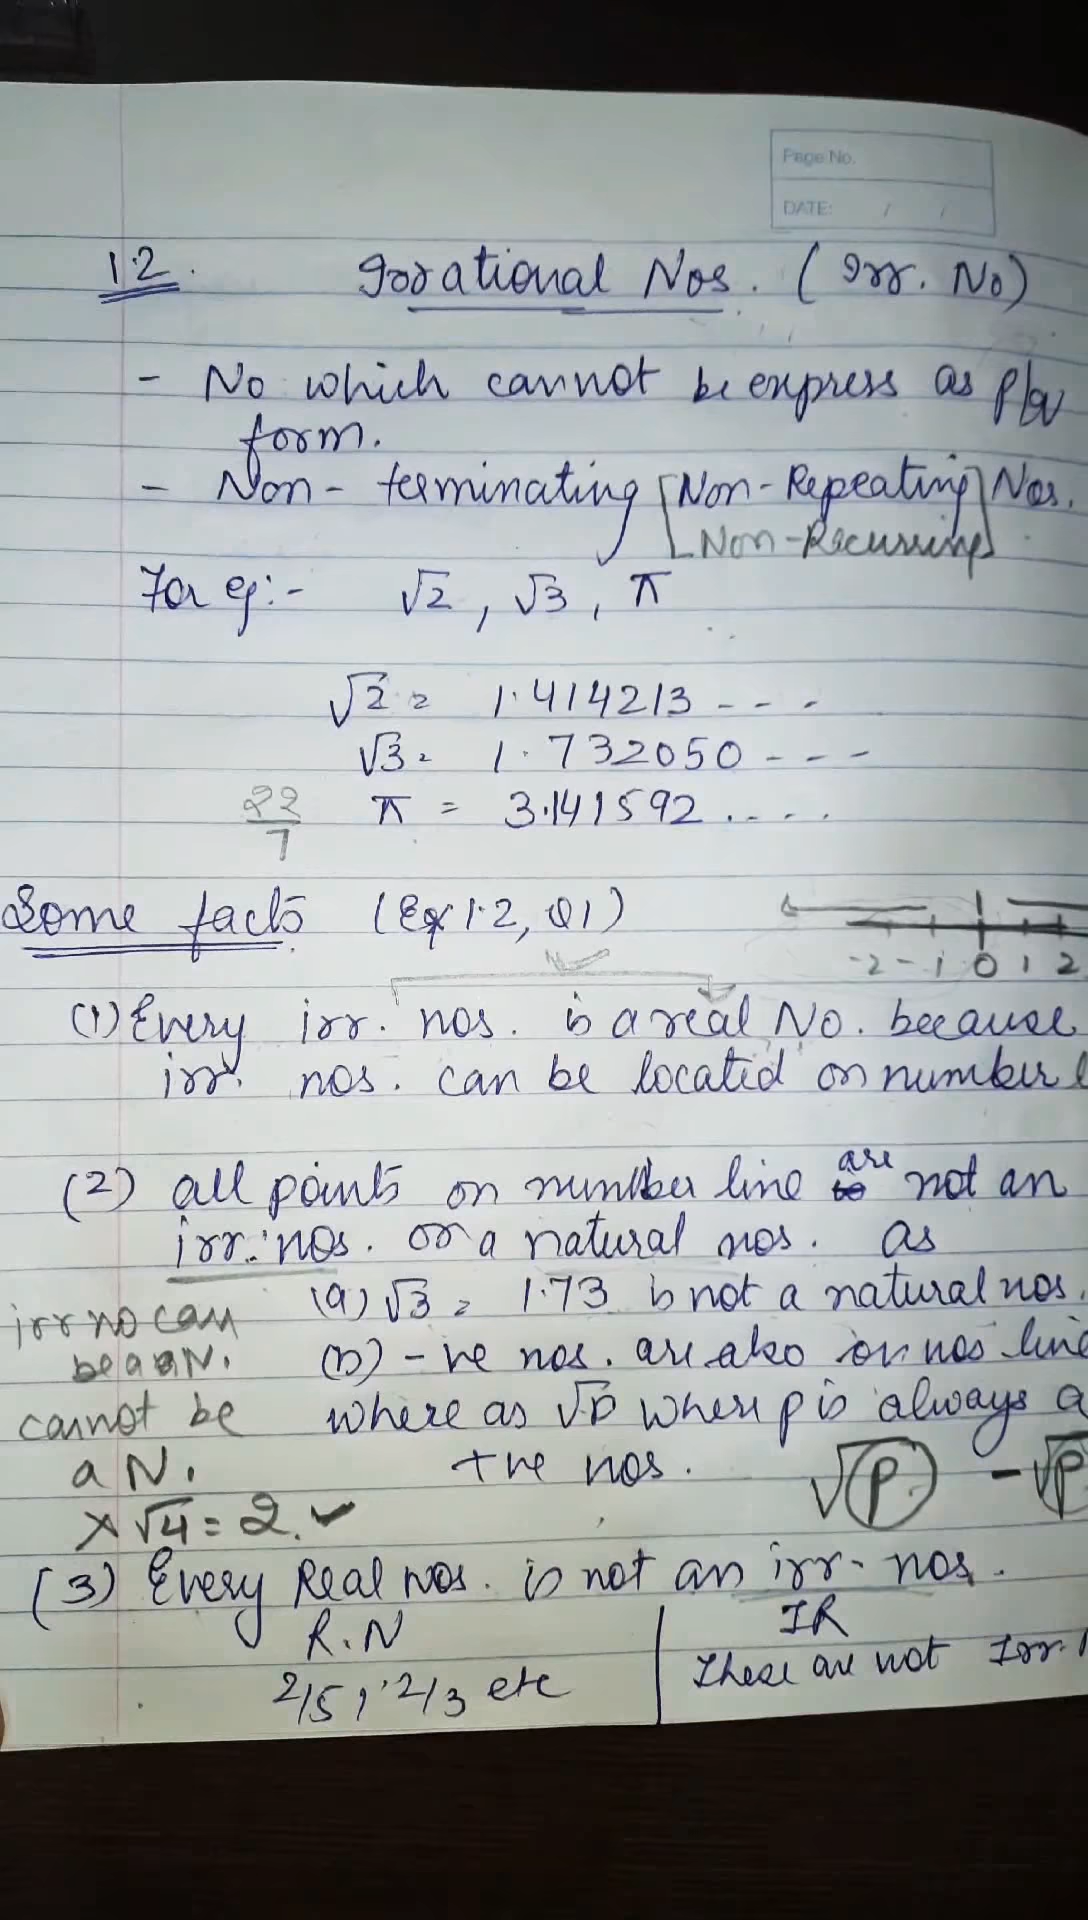 Page No.
DATE: / /
1.2. Irrational Nos. (Irr. No)
- No which cannot be express as p/q
form.
- Non-terminating [Non-Repeating] Nos.
[Non-Recurring]
For eg:- √2, √3, π
√2 = 1.414213 - - -
√3 = 1.732050 - - -
22/7 π = 3.141592 ....
Some facts (Ex 1.2, Q1)
-2 -1 0 1 2
(1) Every irr. nos. is a real No. because
irr. nos. can be located on number
(2) all points on number line are not an
irr. nos. or a natural nos. as
(a) √3 = 1.73 is not a natural nos.
irr no can
(b) -ve nos. are also on nos line
be a N.
where as √p where p is always a
cannot be
+ve nos.
a N.
√p. -√p
× √4 = 2. ✓
(3) Every Real nos. is not an irr. nos.
R.N | IR
2/5, 2/3 etc | These are not Irr.